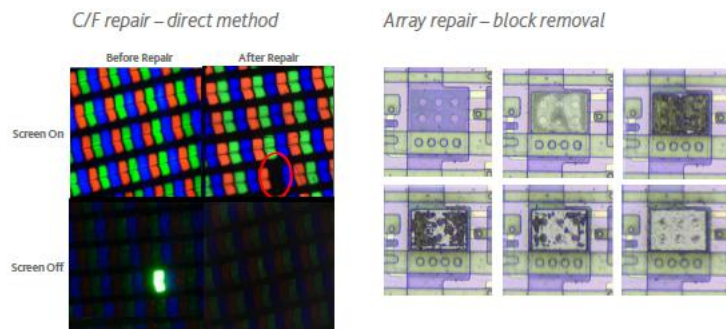 C/F repair – direct method
Array repair – block removal
Before Repair
After Repair
Screen On
Screen Off